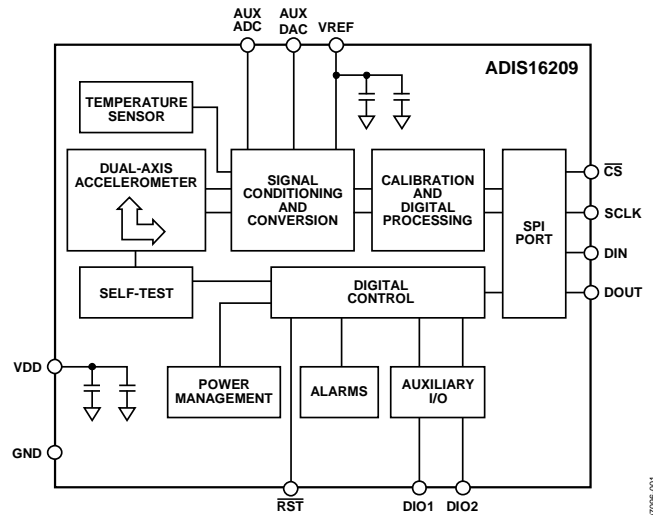 AUX
ADC
AUX
DAC
VREF
ADIS16209
TEMPERATURE
SENSOR
DUAL-AXIS
ACCELEROMETER
SIGNAL
CONDITIONING
AND
CONVERSION
CALIBRATION
AND
DIGITAL
PROCESSING
SPI
PORT
CS
SCLK
DIN
DOUT
SELF-TEST
DIGITAL
CONTROL
VDD
POWER
MANAGEMENT
ALARMS
AUXILIARY
I/O
GND
RST
DIO1
DIO2